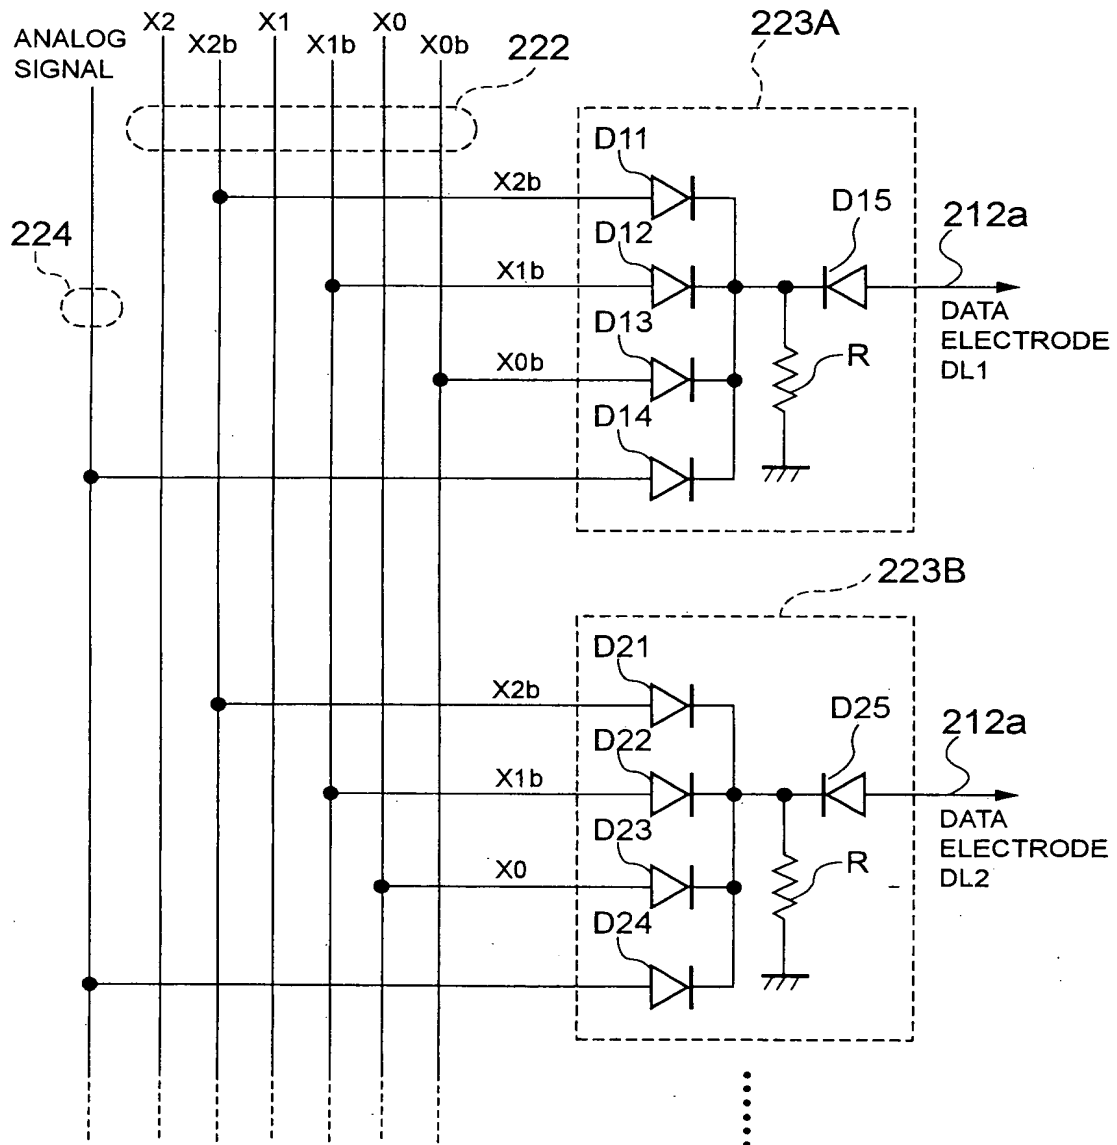 ANALOG
SIGNAL
X2
X2b
X1
X1b
X0
X0b
222
223A
224
D11
X2b
D12
X1b
D13
X0b
D14
D15
R
212a
DATA
ELECTRODE
DL1
223B
D21
X2b
D22
X1b
D23
X0
D24
D25
R
212a
DATA
ELECTRODE
DL2